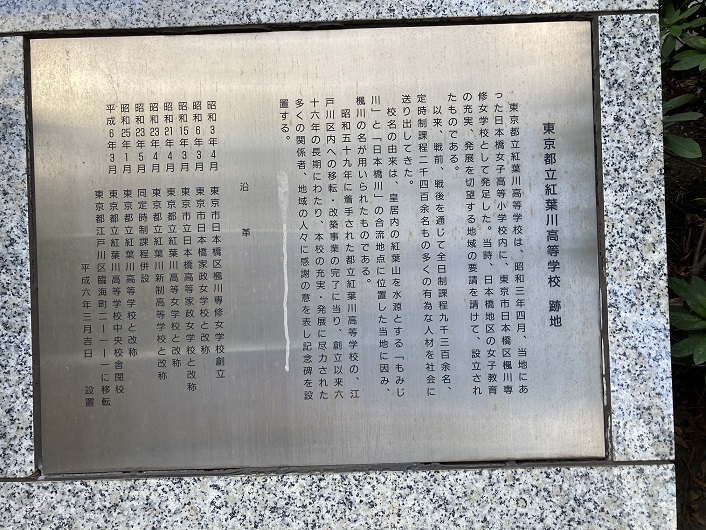 東京都立紅葉川高等学校 跡地
東京都立紅葉川高等学校は、昭和三年四月、当地にあ
った日本橋女子高等小学校内に、東京市日本橋区楓川専
修女学校として発足した。当時、日本橋地区の女子教育
の充実、発展を切望する地域の要請を請けて、設立され
たものである。
以来、戦前、戦後を通じて全日制課程九千三百余名、
定時制課程二千四百余名もの多くの有為な人材を社会に
送り出してきた。
校名の由来は、皇居内の紅葉山を水源とする「もみじ
川」と「日本橋川」の合流地点に位置した当地に因み、
楓川の名が用いられたものである。
昭和五十九年に着手された都立紅葉川高等学校の、江
戸川区内への移転・改築事業の完了に当り、創立以来六
十六年の長期にわたり、本校の充実・発展に尽力された
多くの関係者、地域の人々に感謝の意を表し記念碑を設
置する。
沿 革
昭和3年4月 東京市日本橋区楓川専修女学校創立
昭和6年3月 東京市日本橋家政女学校と改称
昭和15年3月 東京市立日本橋高等家政女学校と改称
昭和21年4月 東京都立紅葉川高等女学校と改称
昭和23年4月 東京都立紅葉川新制高等学校と改称
昭和23年5月 同定時制課程併設
昭和25年1月 東京都立紅葉川高等学校と改称
平成6年3月 東京都立紅葉川高等学校中央校舎閉校
東京都江戸川区臨海町二ー一ー一に移転
平成六年三月吉日 設置